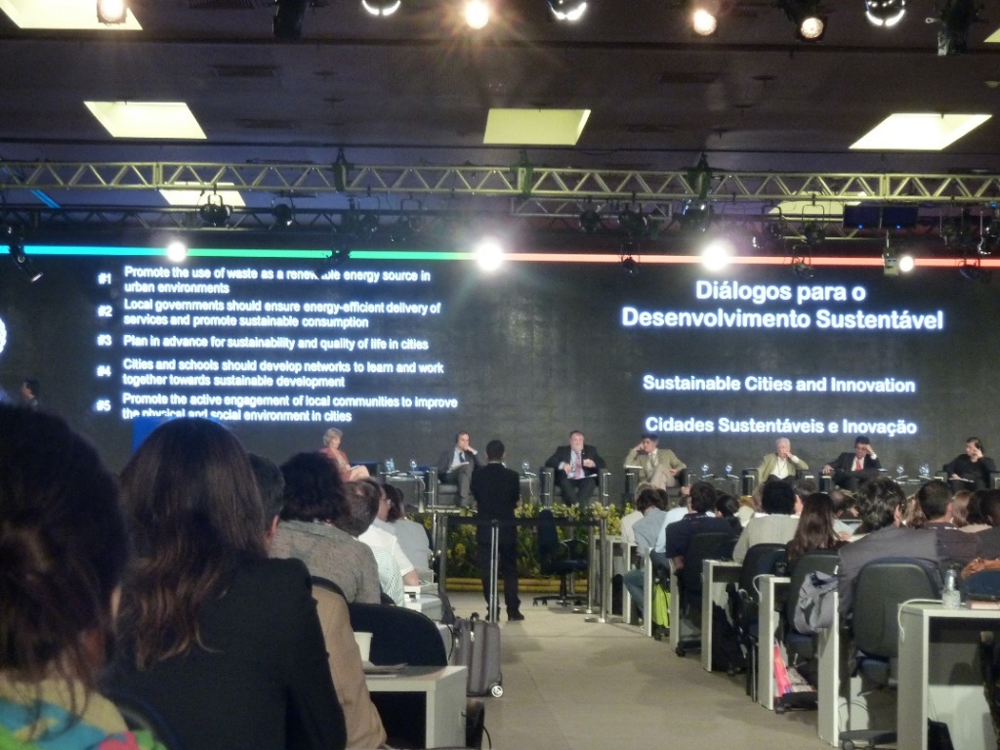 #1 Promote the use of waste as a renewable energy source in
urban environments
#2 Local governments should ensure energy-efficient delivery of
services and promote sustainable consumption
#3 Plan in advance for sustainability and quality of life in cities
#4 Cities and schools should develop networks to learn and work
together towards sustainable development
#5 Promote the active engagement of local communities to improve
the physical and social environment in cities
Diálogos para o
Desenvolvimento Sustentável
Sustainable Cities and Innovation
Cidades Sustentáveis e Inovação